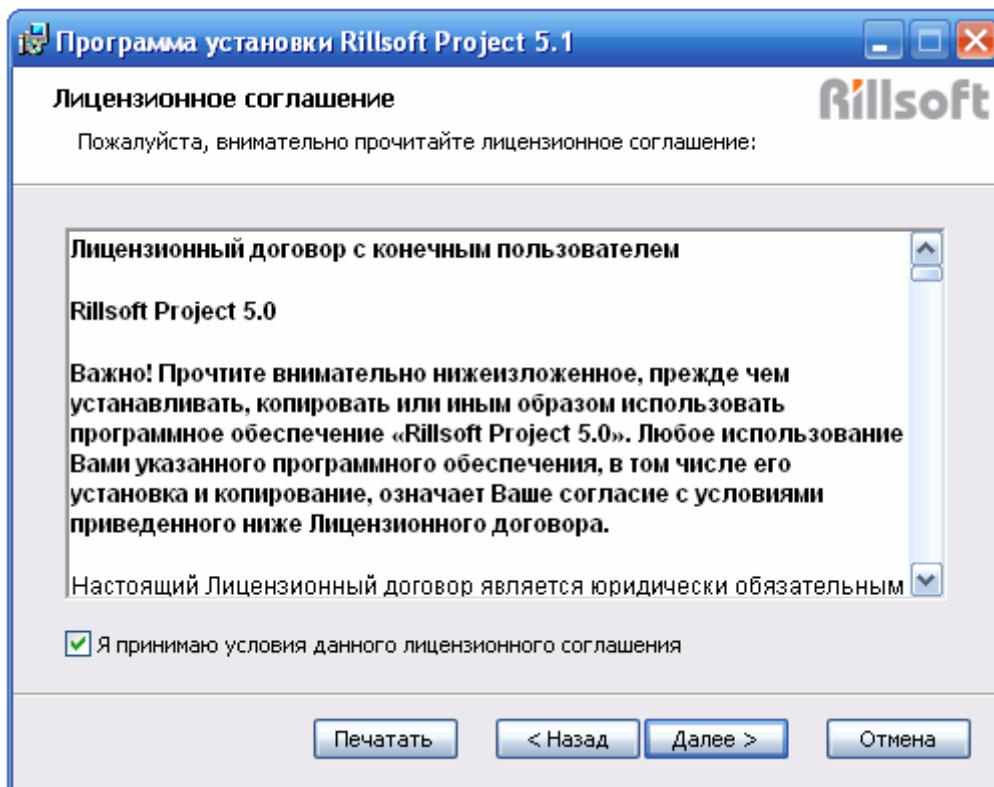 Программа установки Rillsoft Project 5.1
Лицензионное соглашение
Rillsoft
Пожалуйста, внимательно прочитайте лицензионное соглашение:
Лицензионный договор с конечным пользователем
Rillsoft Project 5.0
Важно! Прочтите внимательно нижеизложенное, прежде чем
устанавливать, копировать или иным образом использовать
программное обеспечение «Rillsoft Project 5.0». Любое использование
Вами указанного программного обеспечения, в том числе его
установка и копирование, означает Ваше согласие с условиями
приведенного ниже Лицензионного договора.
Настоящий Лицензионный договор является юридически обязательным
Я принимаю условия данного лицензионного соглашения
Печатать < Назад Далее > Отмена